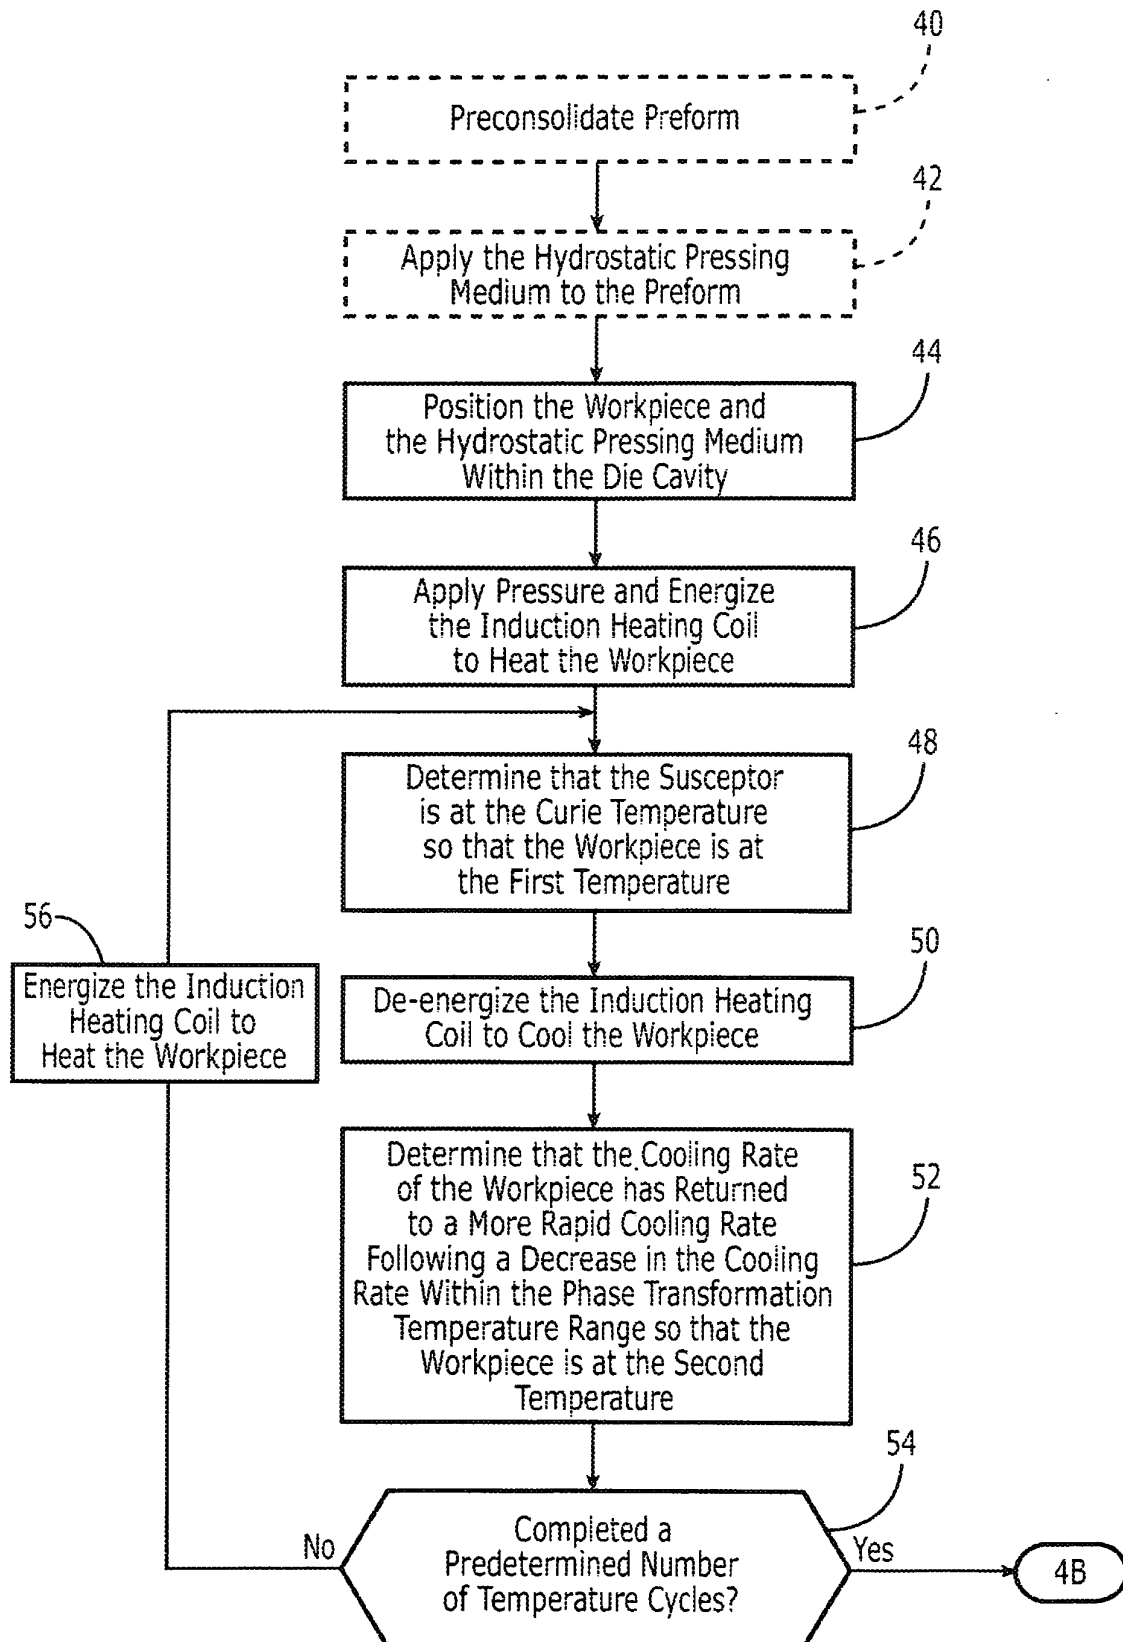 40
Preconsolidate Preform
42
Apply the Hydrostatic Pressing
Medium to the Preform
44
Position the Workpiece and
the Hydrostatic Pressing Medium
Within the Die Cavity
46
Apply Pressure and Energize
the Induction Heating Coil
to Heat the Workpiece
48
Determine that the Susceptor
is at the Curie Temperature
so that the Workpiece is at
the First Temperature
56
Energize the Induction
Heating Coil to
Heat the Workpiece
50
De-energize the Induction Heating
Coil to Cool the Workpiece
52
Determine that the Cooling Rate
of the Workpiece has Returned
to a More Rapid Cooling Rate
Following a Decrease in the Cooling
Rate Within the Phase Transformation
Temperature Range so that the
Workpiece is at the Second
Temperature
54
Completed a
Predetermined Number
of Temperature Cycles?
No
Yes
4B